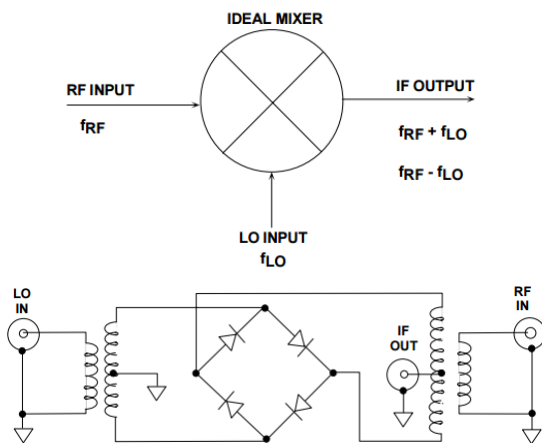 IDEAL MIXER
RF INPUT
fRF
IF OUTPUT
fRF + fLO
fRF - fLO
LO INPUT
fLO
LO
IN
IF
OUT
RF
IN